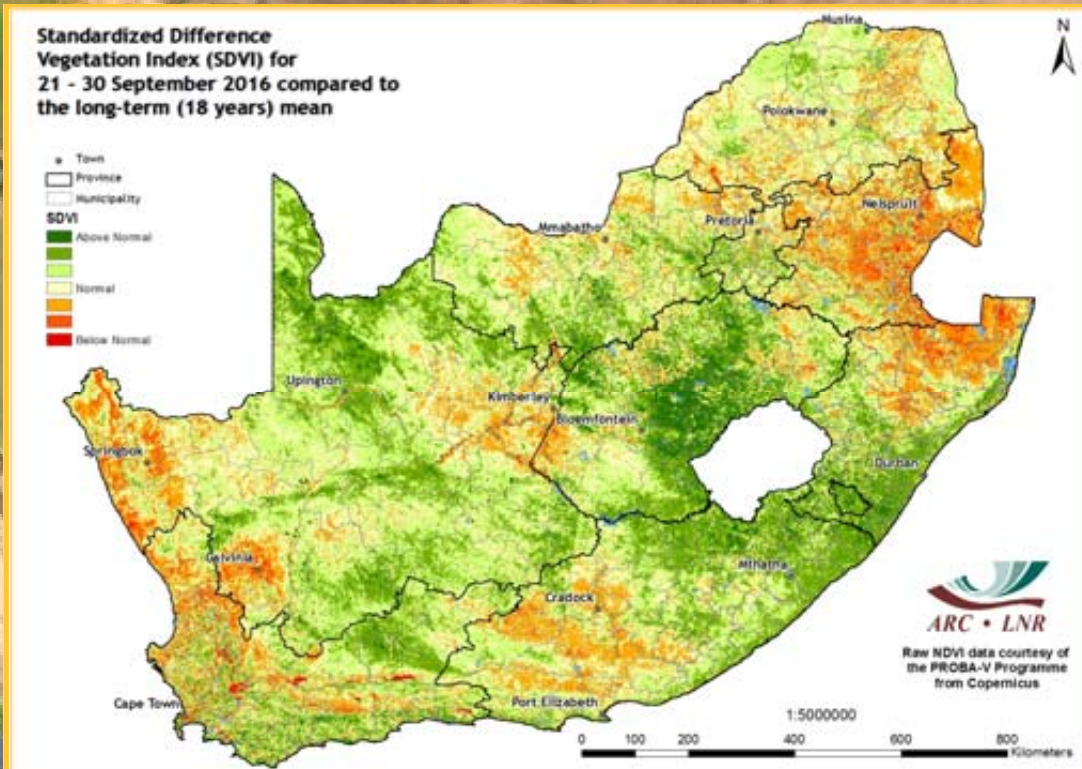 Standardized Difference
Vegetation Index (SDVI) for
21 - 30 September 2016 compared to
the long-term (18 years) mean
Town
Province
Municipality
SDVI
Above Normal
Normal
Below Normal
N
Musina
Polokwane
Nelspruit
Pretoria
Mmabatho
Upington
Kimberley
Bloemfontein
Springbok
Durban
Calvinia
Mthatha
Cradock
Cape Town
Port Elizabeth
ARC • LNR
Raw NDVI data courtesy of
the PROBA-V Programme
from Copernicus
1:5000000
0 100 200 400 600 800
Kilometers